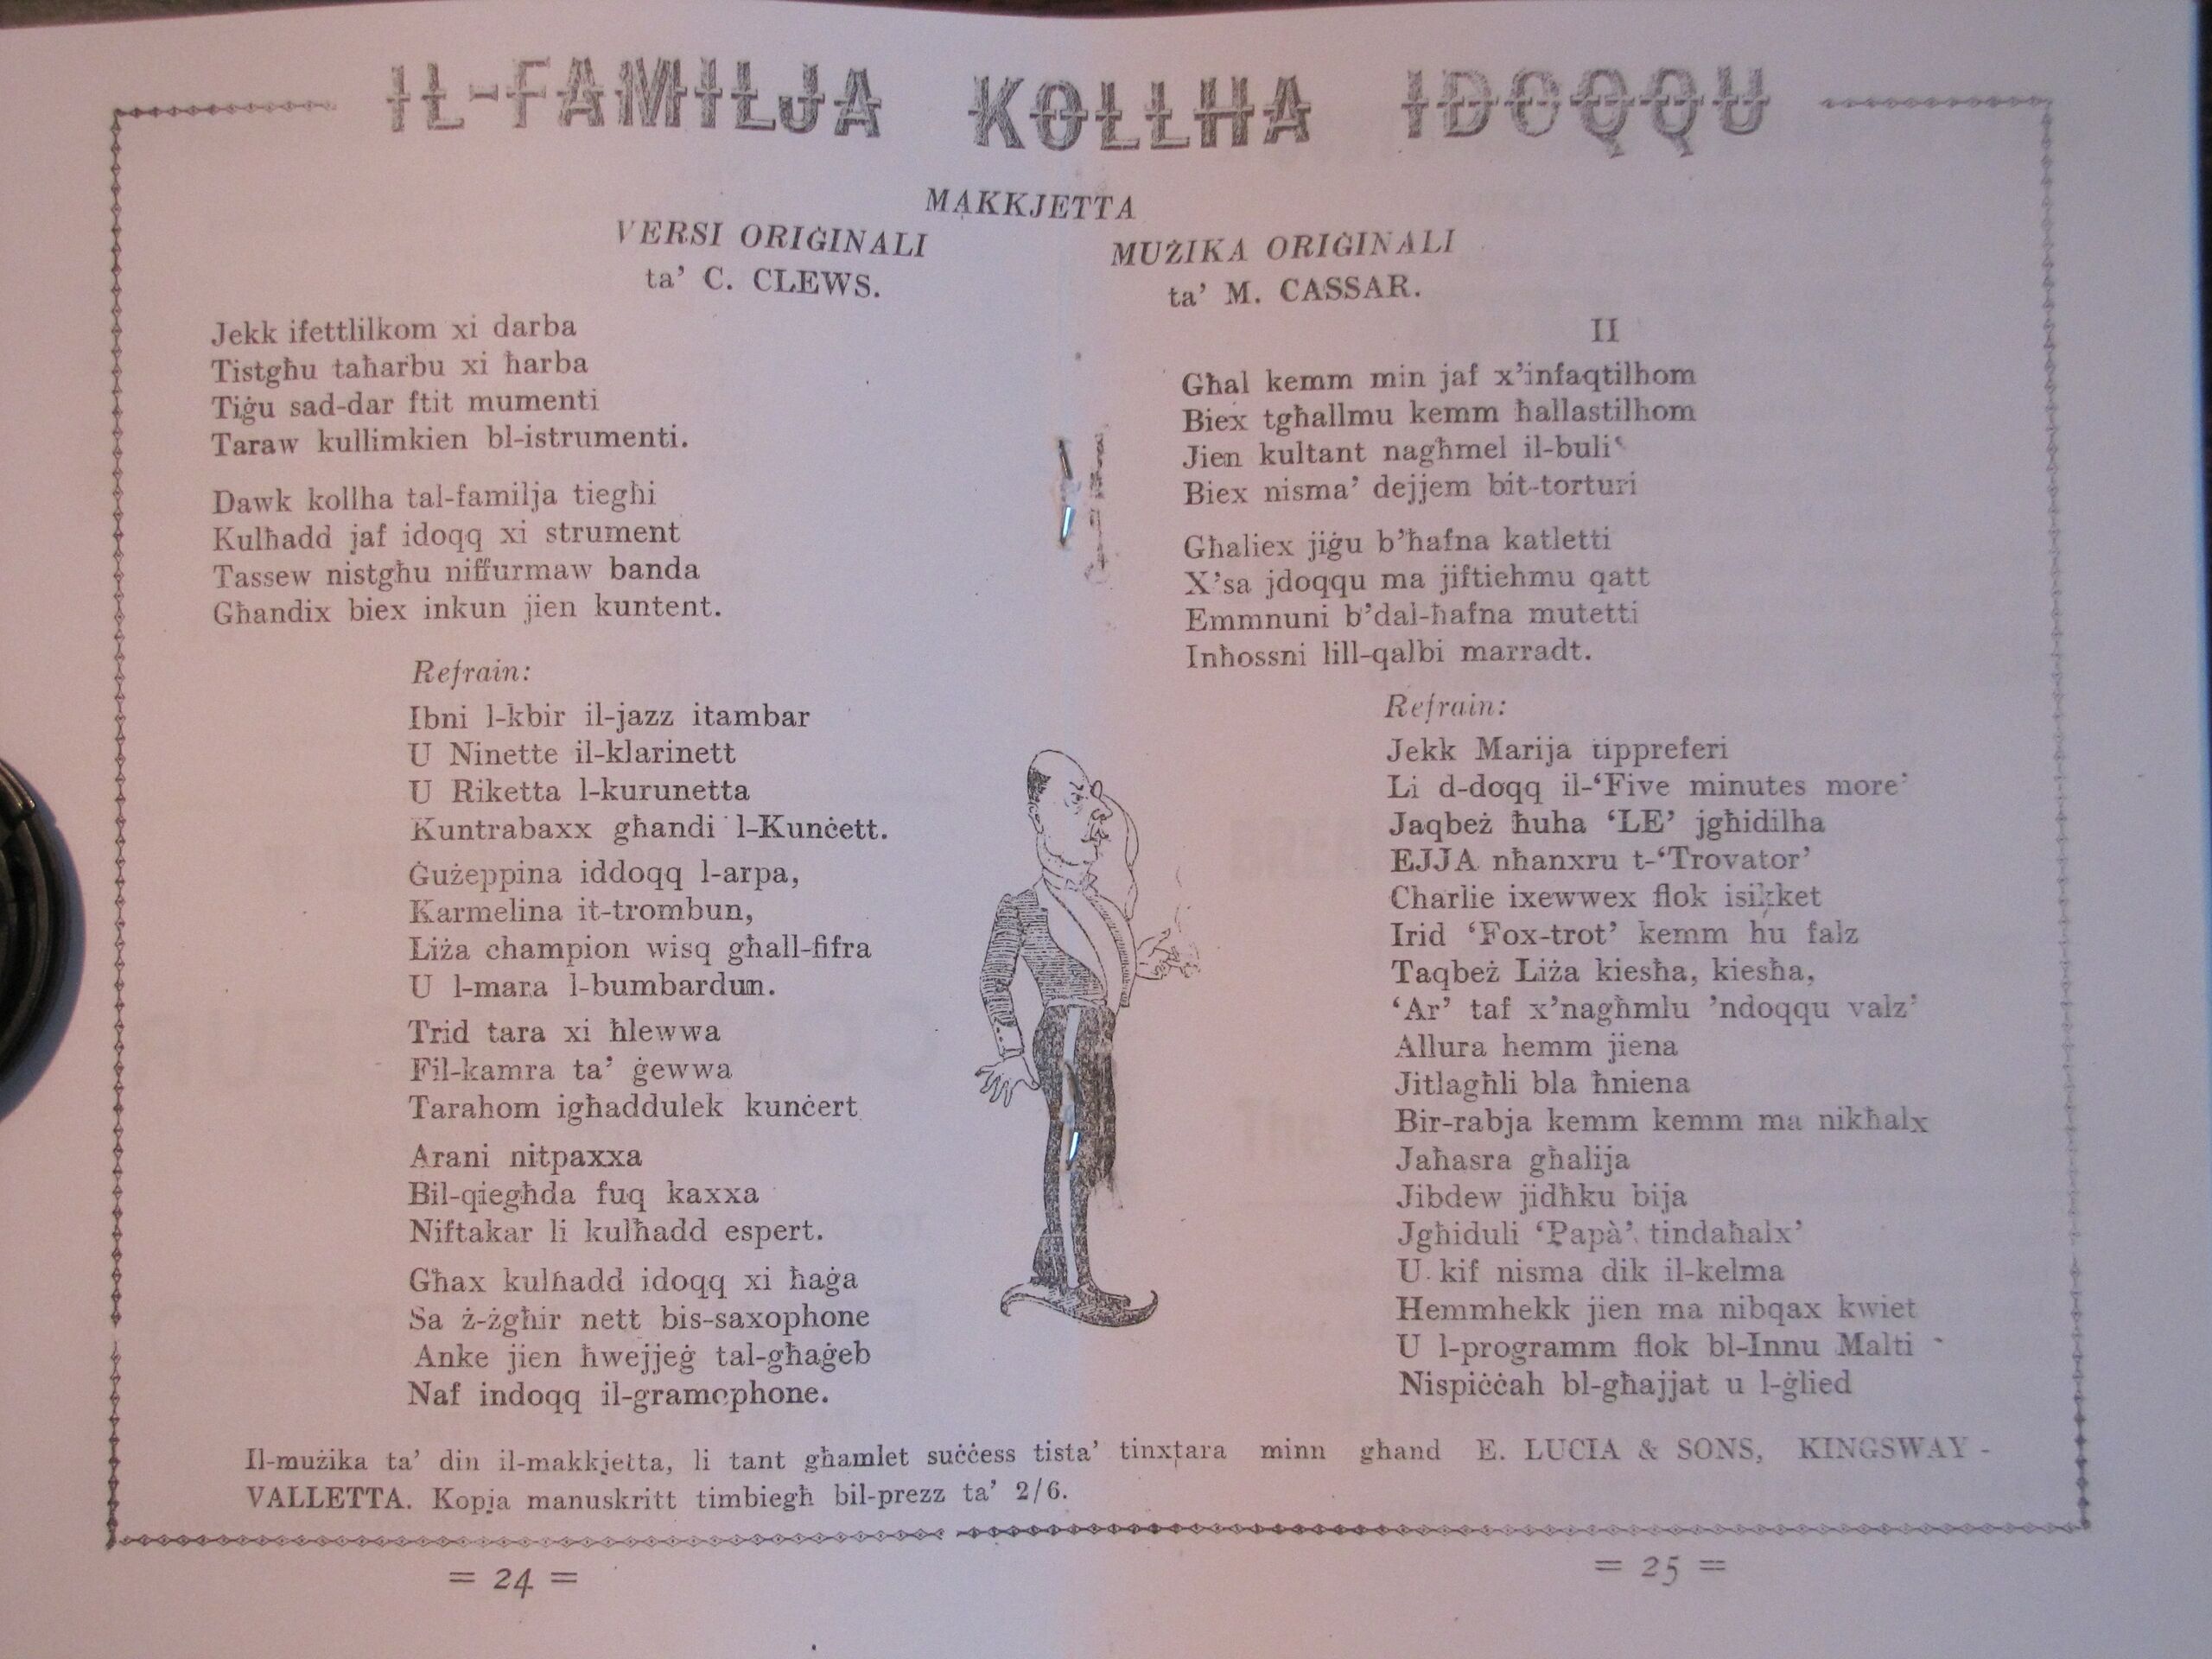 IL-FAMILJA KOLLHA IDOQQU
MAKKJETTA
VERSI ORIĠINALI
ta' C. CLEWS.
MUŻIKA ORIĠINALI
ta' M. CASSAR.
Jekk ifettlilkom xi darba
Tistgħu taħarbu xi ħarba
Tiġu sad-dar ftit mumenti
Taraw kullimkien bl-istrumenti.
Dawk kollha tal-familja tiegħi
Kulħadd jaf idoqq xi strument
Tassew nistgħu niffurmaw banda
Għandix biex inkun jien kuntent.
Refrain:
Ibni l-kbir il-jazz itambar
U Ninette il-klarinett
U Riketta l-kurunetta
Kuntrabaxx għandi l-Kunċett.
Ġużeppina iddoqq l-arpa,
Karmelina it-trombun,
Liża champion wisq għall-fifra
U l-mara l-bumbardun.
Trid tara xi ħlewwa
Fil-kamra ta' ġewwa
Tarahom igħaddulek kunċert
Arani nitpaxxa
Bil-qiegħda fuq kaxxa
Niftakar li kulħadd espert.
Għax kulħadd idoqq xi ħaġa
Sa ż-żgħir nett bis-saxophone
Anke jien ħwejjeġ tal-għaġeb
Naf indoqq il-gramophone.
II
Għal kemm min jaf x'infaqtilhom
Biex tgħallmu kemm ħallastilhom
Jien kultant nagħmel il-buli'
Biex nisma' dejjem bit-torturi
Għaliex jiġu b'ħafna katletti
X'sa jdoqqu ma jiftiehmu qatt
Emmnuni b'dal-ħafna mutetti
Inħossni lill-qalbi marradt.
Refrain:
Jekk Marija tippreferi
Li d-doqq il-'Five minutes more'
Jaqbeż ħuha 'LE' jgħidilha
EJJA nħanxru t-'Trovator'
Charlie ixewwex flok isikket
Irid 'Fox-trot' kemm hu falz
Taqbeż Liża kiesħa, kiesħa,
'Ar' taf x'nagħmlu 'ndoqqu valz'
Allura hemm jiena
Jitlagħli bla ħniena
Bir-rabja kemm kemm ma nikħalx
Jaħasra għalija
Jibdew jidħku bija
Jgħiduli 'Papà' tindaħalx'
U kif nisma dik il-kelma
Hemmhekk jien ma nibqax kwiet
U l-programm flok bl-Innu Malti
Nispiċċah bl-għajjat u l-ġlied
Il-mużika ta' din il-makkjetta, li tant għamlet suċċess tista' tinxtara minn għand E. LUCIA & SONS, KINGSWAY -
VALLETTA. Kopja manuskritt timbiegħ bil-prezz ta' 2/6.
= 24 =
= 25 =